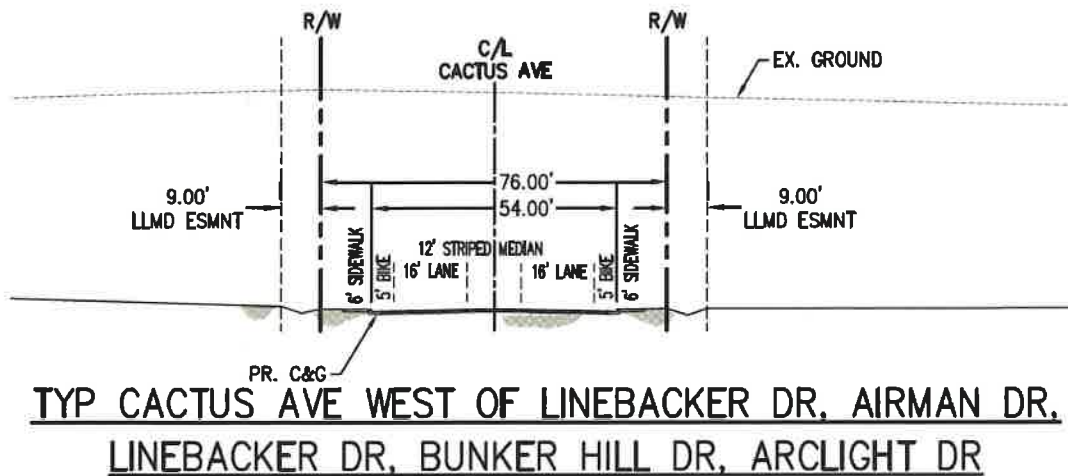 R/W
R/W
C/L
CACTUS AVE
EX. GROUND
76.00'
54.00'
9.00'
LLMD ESMNT
9.00'
LLMD ESMNT
6' SIDEWALK
5' BIKE
12' STRIPED MEDIAN
16' LANE
16' LANE
5' BIKE
6' SIDEWALK
PR. C&G
TYP CACTUS AVE WEST OF LINEBACKER DR, AIRMAN DR,
LINEBACKER DR, BUNKER HILL DR, ARCLIGHT DR